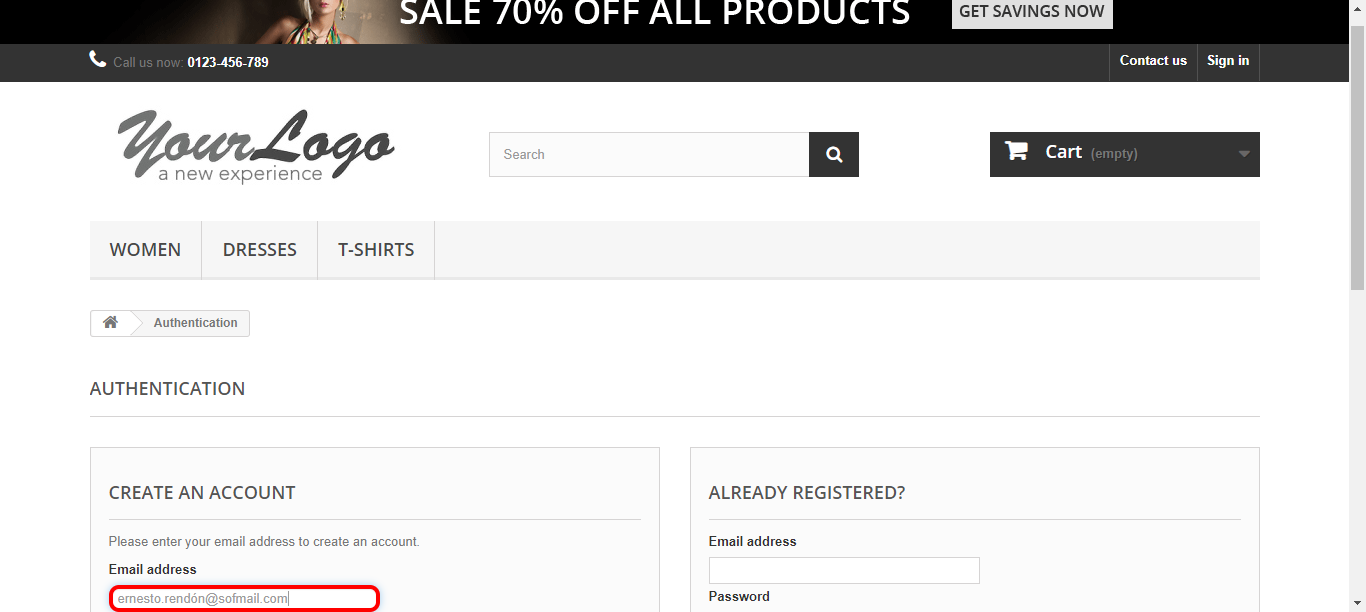 SALE 70% OFF ALL PRODUCTS
GET SAVINGS NOW
Call us now: 0123-456-789
Contact us
Sign in
YourLogo
a new experience
Search
Cart (empty)
WOMEN
DRESSES
T-SHIRTS
Authentication
AUTHENTICATION
CREATE AN ACCOUNT
Please enter your email address to create an account.
Email address
ernesto.rendón@sofmail.com
ALREADY REGISTERED?
Email address
Password